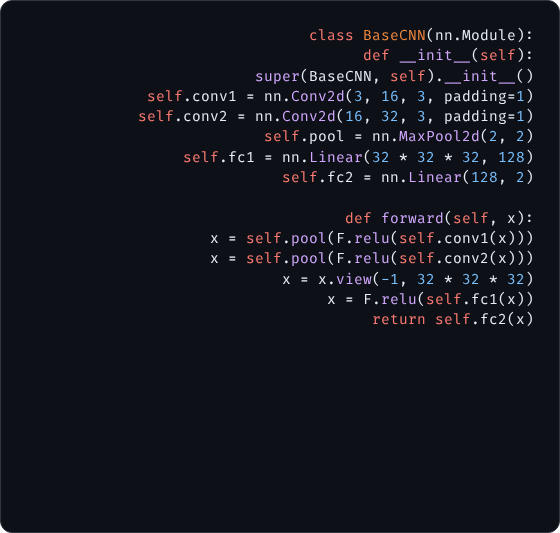 class BaseCNN(nn.Module):
def __init__(self):
super(BaseCNN, self).__init__()
self.conv1 = nn.Conv2d(3, 16, 3, padding=1)
self.conv2 = nn.Conv2d(16, 32, 3, padding=1)
self.pool = nn.MaxPool2d(2, 2)
self.fc1 = nn.Linear(32 * 32 * 32, 128)
self.fc2 = nn.Linear(128, 2)
def forward(self, x):
x = self.pool(F.relu(self.conv1(x)))
x = self.pool(F.relu(self.conv2(x)))
x = x.view(-1, 32 * 32 * 32)
x = F.relu(self.fc1(x))
return self.fc2(x)